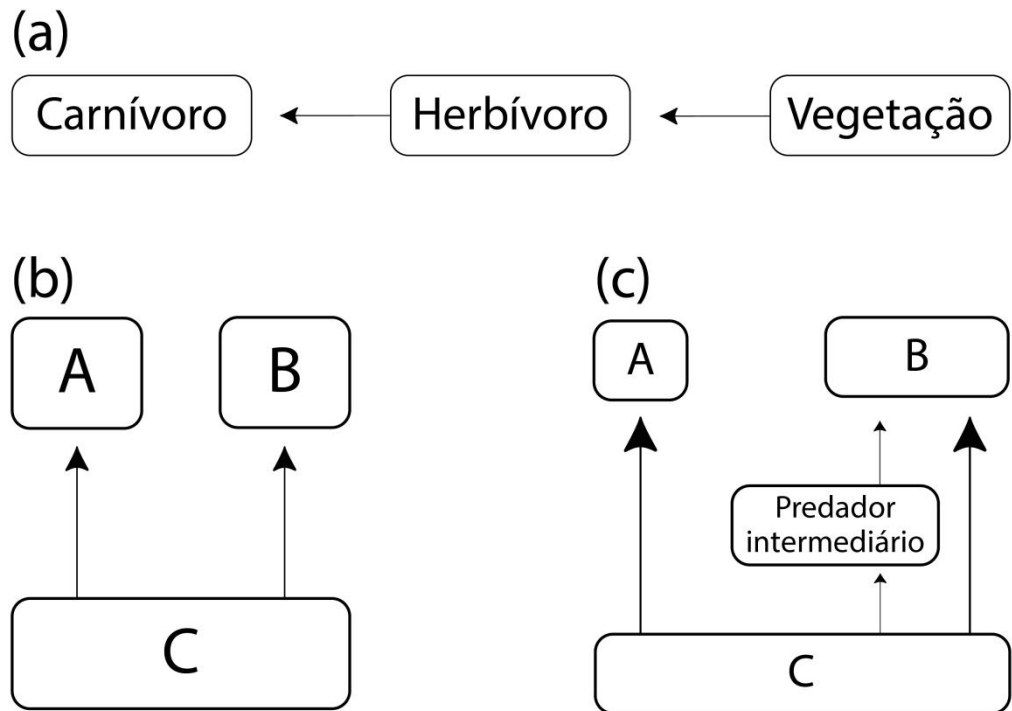 (a)
Carnívoro
Herbívoro
Vegetação
(b)
A
B
C
(c)
A
B
Predador
intermediário
C